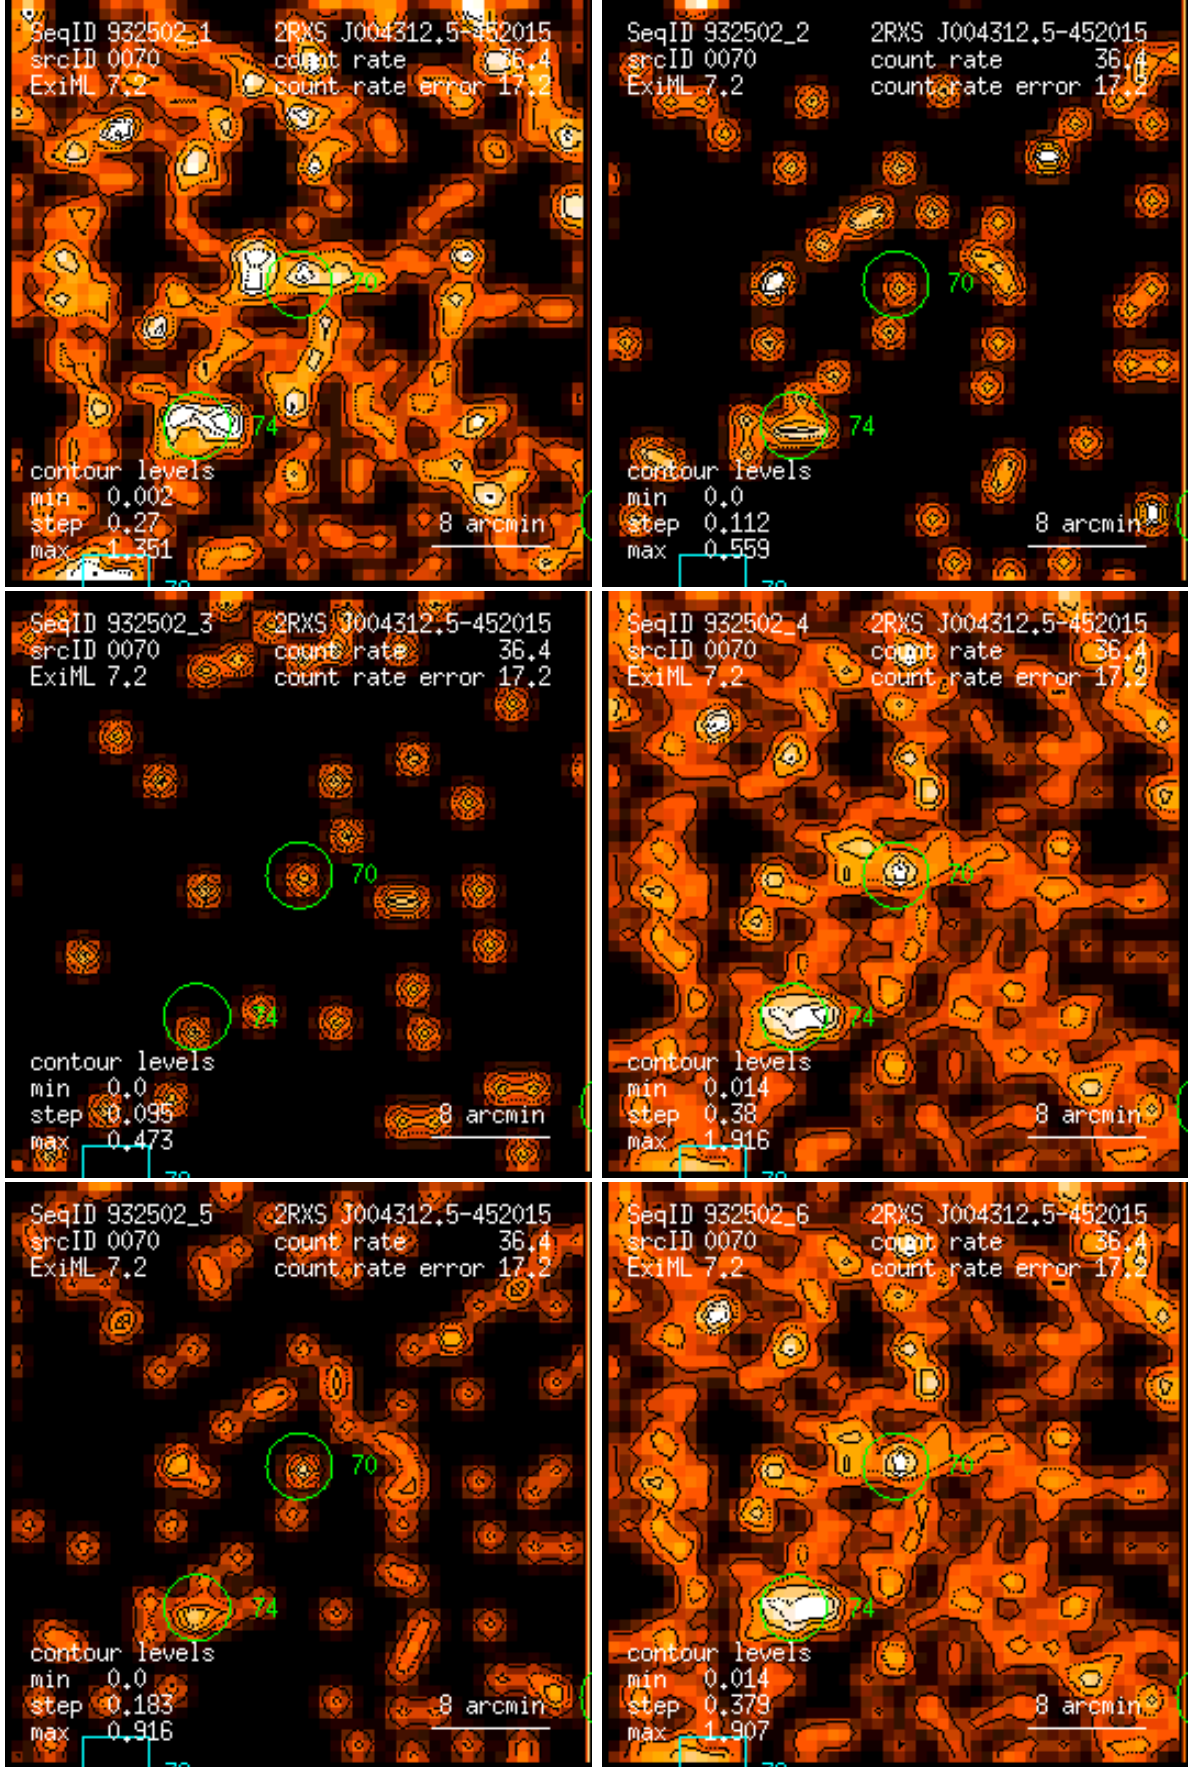 SeqID 932502_1 2RXS J004312.5-452015
srcID 0070 count rate 36.4
ExiML 7.2 count rate error 17.2
70
74
contour levels
min 0.002
step 0.27
max 1.351
8 arcmin
SeqID 932502_2 2RXS J004312.5-452015
srcID 0070 count rate 36.4
ExiML 7.2 count rate error 17.2
70
74
contour levels
min 0.0
step 0.112
max 0.559
8 arcmin
SeqID 932502_3 2RXS J004312.5-452015
srcID 0070 count rate 36.4
ExiML 7.2 count rate error 17.2
70
74
contour levels
min 0.0
step 0.095
max 0.473
8 arcmin
SeqID 932502_4 2RXS J004312.5-452015
srcID 0070 count rate 36.4
ExiML 7.2 count rate error 17.2
70
74
contour levels
min 0.014
step 0.38
max 1.916
8 arcmin
SeqID 932502_5 2RXS J004312.5-452015
srcID 0070 count rate 36.4
ExiML 7.2 count rate error 17.2
70
74
contour levels
min 0.0
step 0.183
max 0.916
8 arcmin
SeqID 932502_6 2RXS J004312.5-452015
srcID 0070 count rate 36.4
ExiML 7.2 count rate error 17.2
70
74
contour levels
min 0.014
step 0.379
max 1.907
8 arcmin